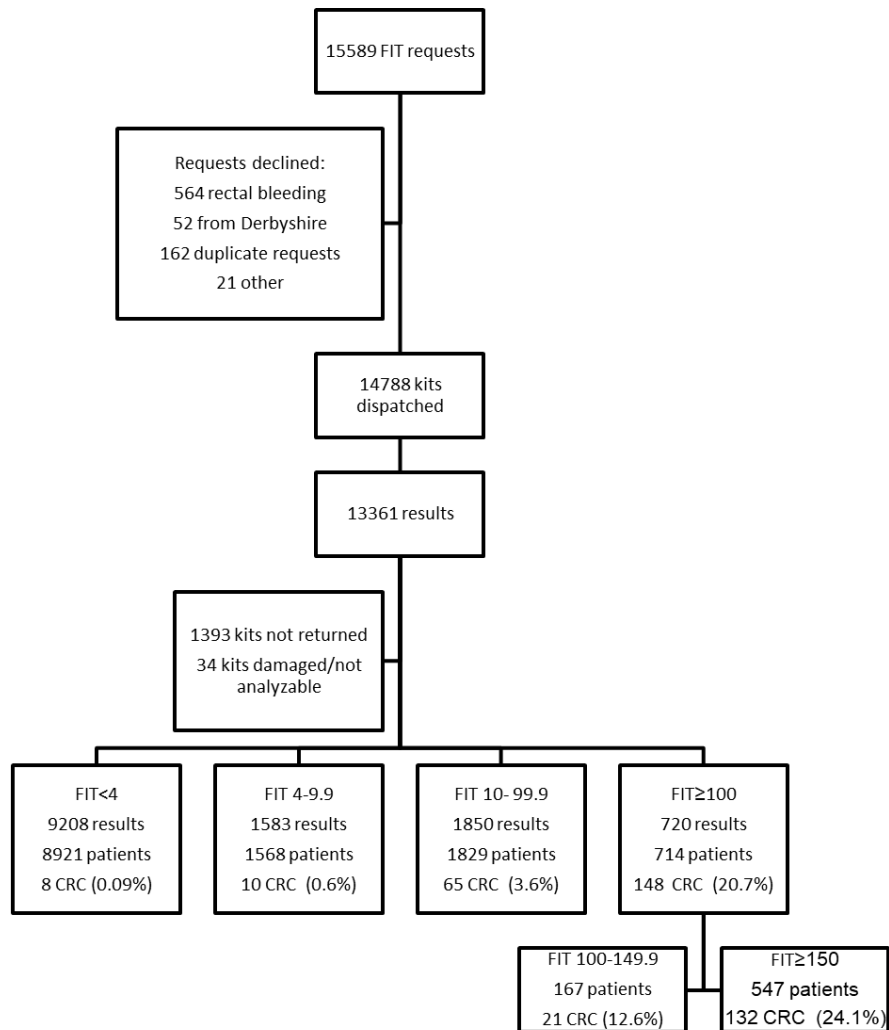 15589 FIT requests
Requests declined:
564 rectal bleeding
52 from Derbyshire
162 duplicate requests
21 other
14788 kits
dispatched
13361 results
1393 kits not returned
34 kits damaged/not
analyzable
FIT<4
9208 results
8921 patients
8 CRC (0.09%)
FIT 4-9.9
1583 results
1568 patients
10 CRC (0.6%)
FIT 10- 99.9
1850 results
1829 patients
65 CRC (3.6%)
FIT≥100
720 results
714 patients
148 CRC (20.7%)
FIT 100-149.9
167 patients
21 CRC (12.6%)
FIT≥150
547 patients
132 CRC (24.1%)